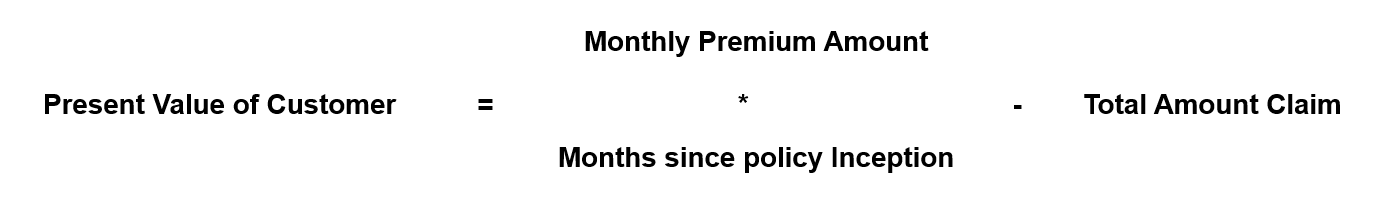 Monthly Premium Amount
Present Value of Customer = * - Total Amount Claim
Months since policy Inception